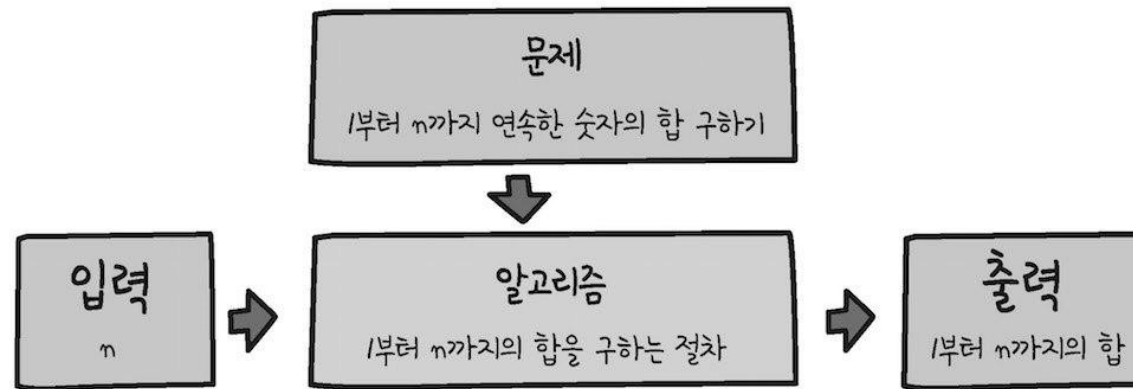 문제
1부터 n까지 연속한 숫자의 합 구하기
입력
n
알고리즘
1부터 n까지의 합을 구하는 절차
출력
1부터 n까지의 합